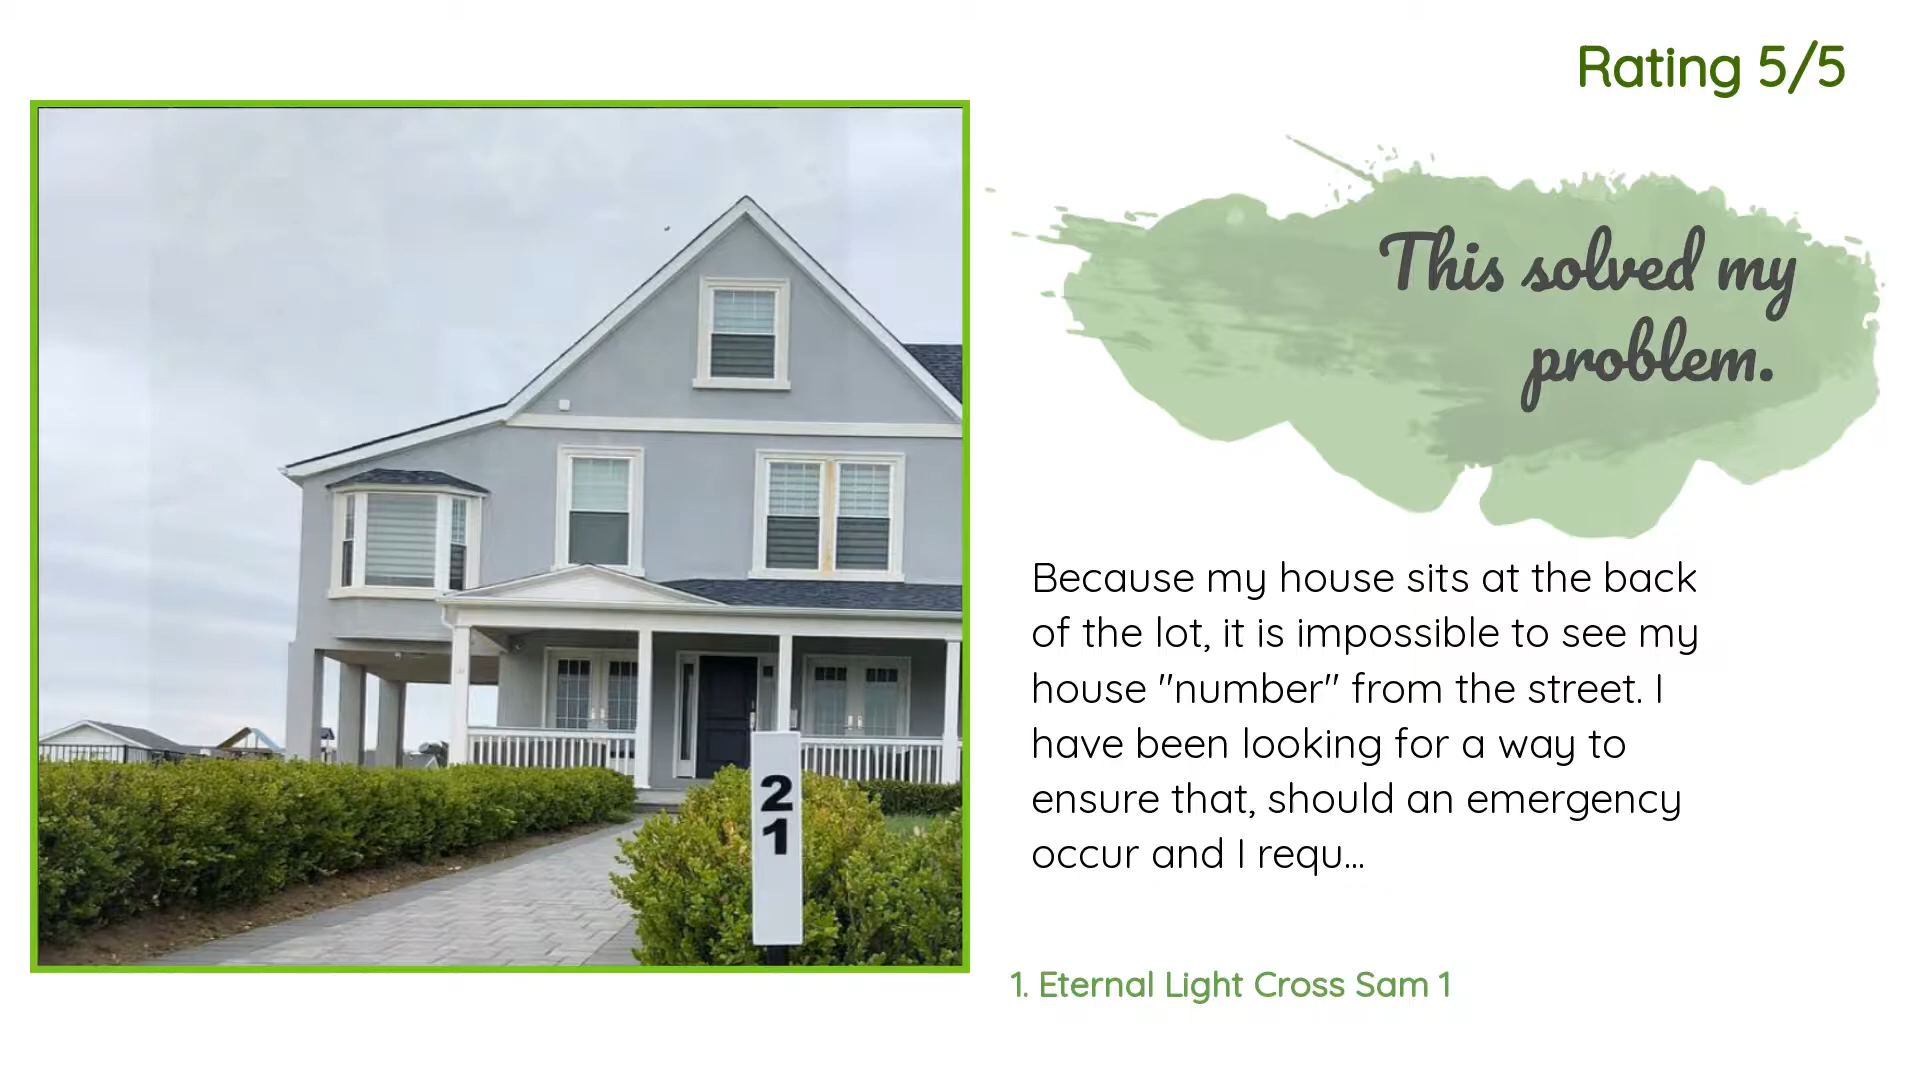 Rating 5/5
This solved my
problem.
Because my house sits at the back
of the lot, it is impossible to see my
house "number" from the street. I
have been looking for a way to
ensure that, should an emergency
occur and I requ...
2
1
1. Eternal Light Cross Sam 1